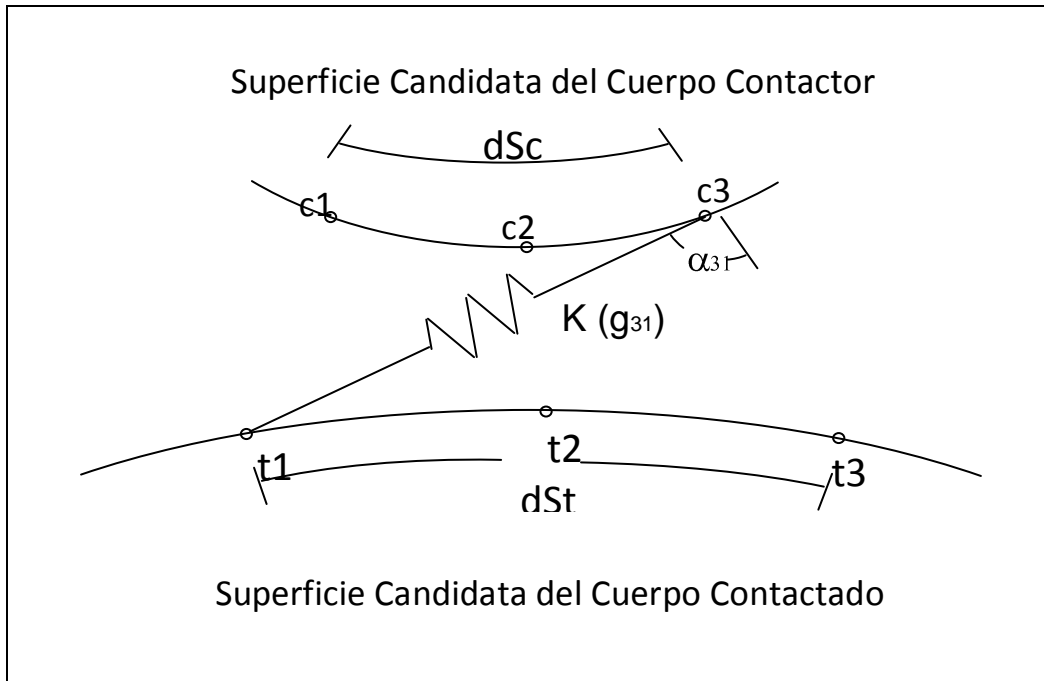 Superficie Candidata del Cuerpo Contactor
dSc
c1
c2
c3
α31
K (g31)
t1
t2
t3
dSt
Superficie Candidata del Cuerpo Contactado